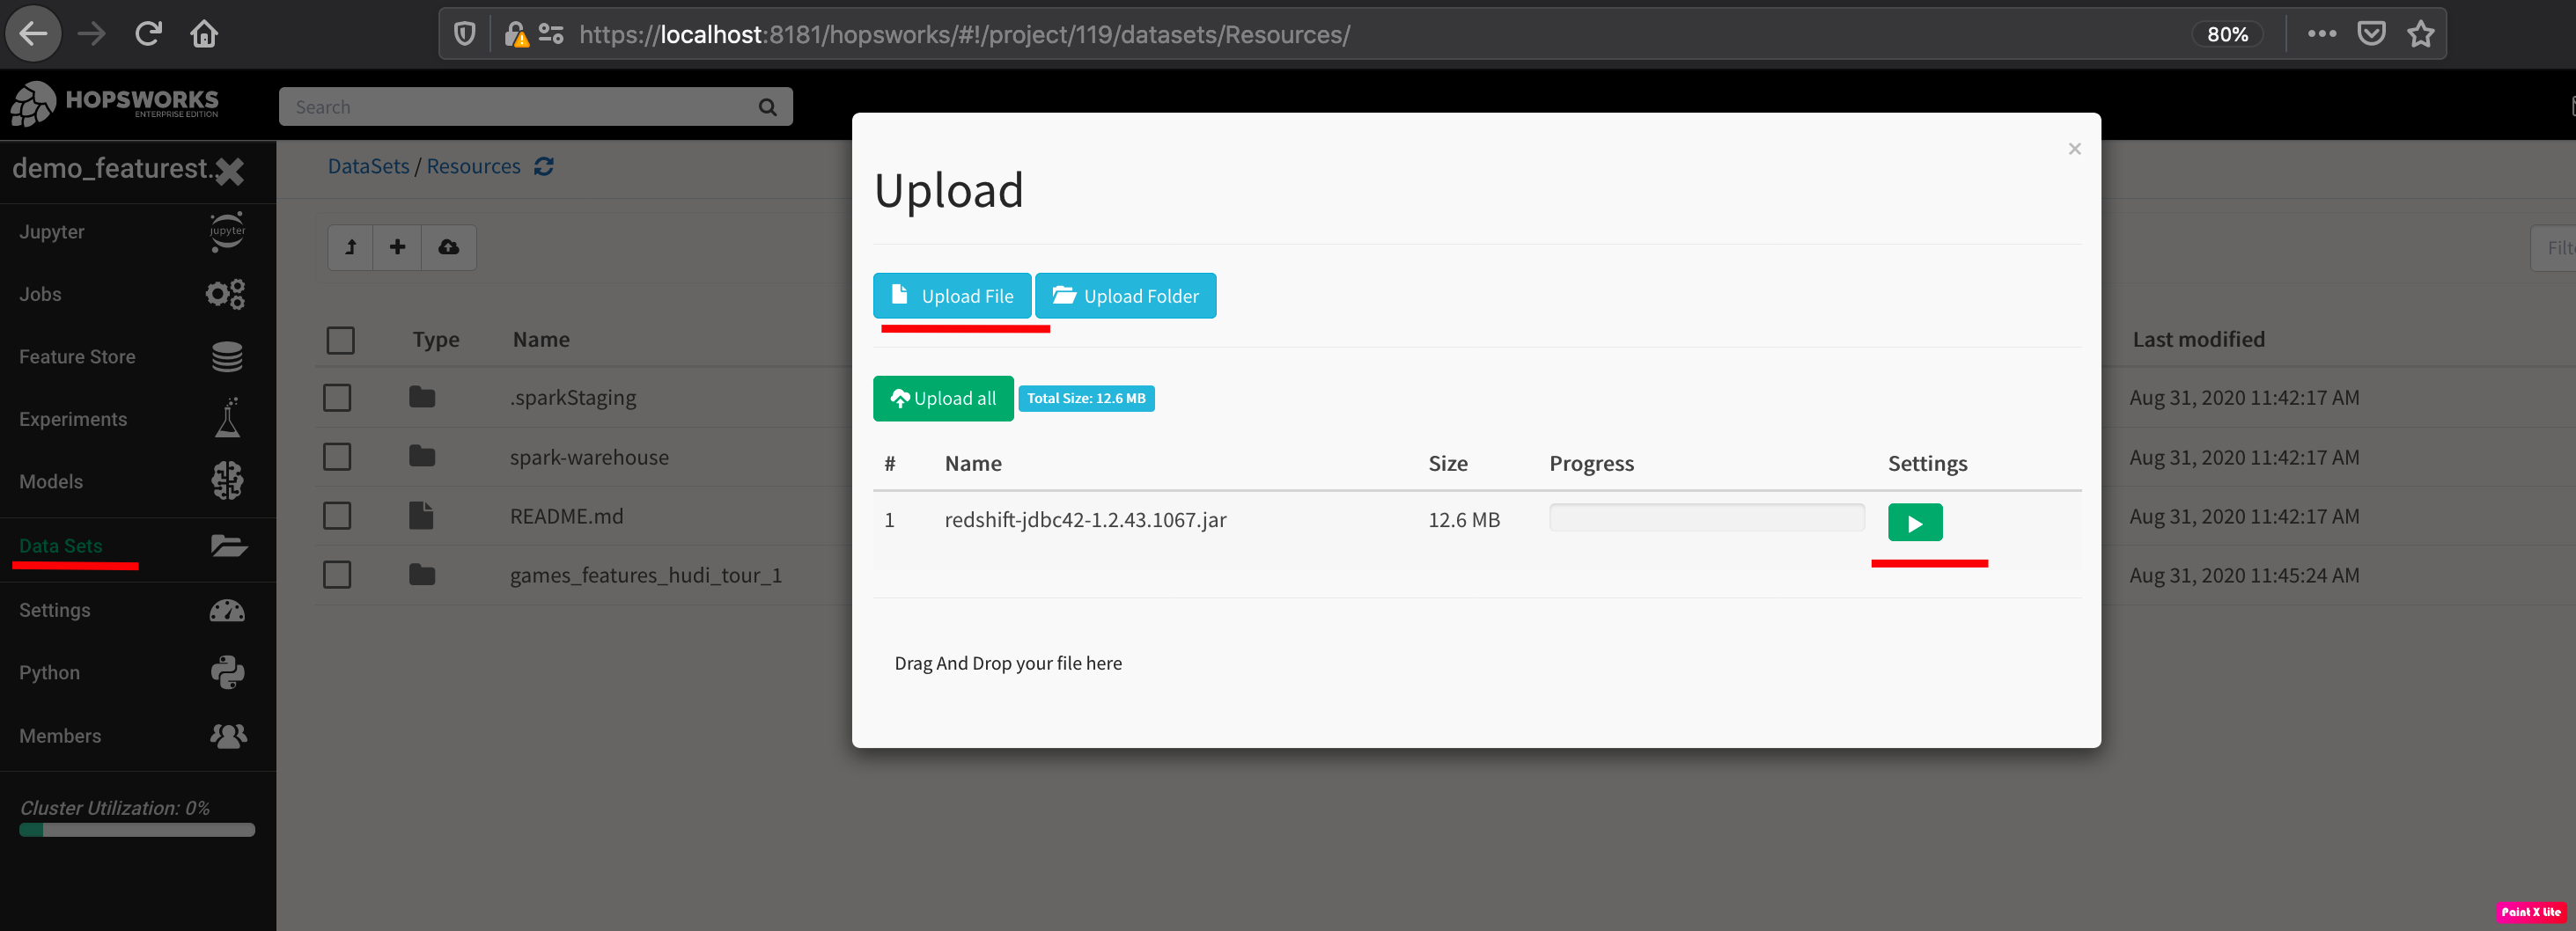 https://localhost:8181/hopsworks/#!/project/119/datasets/Resources/
80%
HOPSWORKS
ENTERPRISE EDITION
Search
demo_featurest..
Jupyter
jupyter
Jobs
Feature Store
Experiments
Models
Data Sets
Settings
Python
Members
Cluster Utilization: 0%
DataSets / Resources
Type Name Last modified
.sparkStaging Aug 31, 2020 11:42:17 AM
spark-warehouse Aug 31, 2020 11:42:17 AM
README.md Aug 31, 2020 11:42:17 AM
games_features_hudi_tour_1 Aug 31, 2020 11:45:24 AM
×
Upload
Upload File Upload Folder
Upload all Total Size: 12.6 MB
# Name Size Progress Settings
1 redshift-jdbc42-1.2.43.1067.jar 12.6 MB
Drag And Drop your file here
Paint X Lite